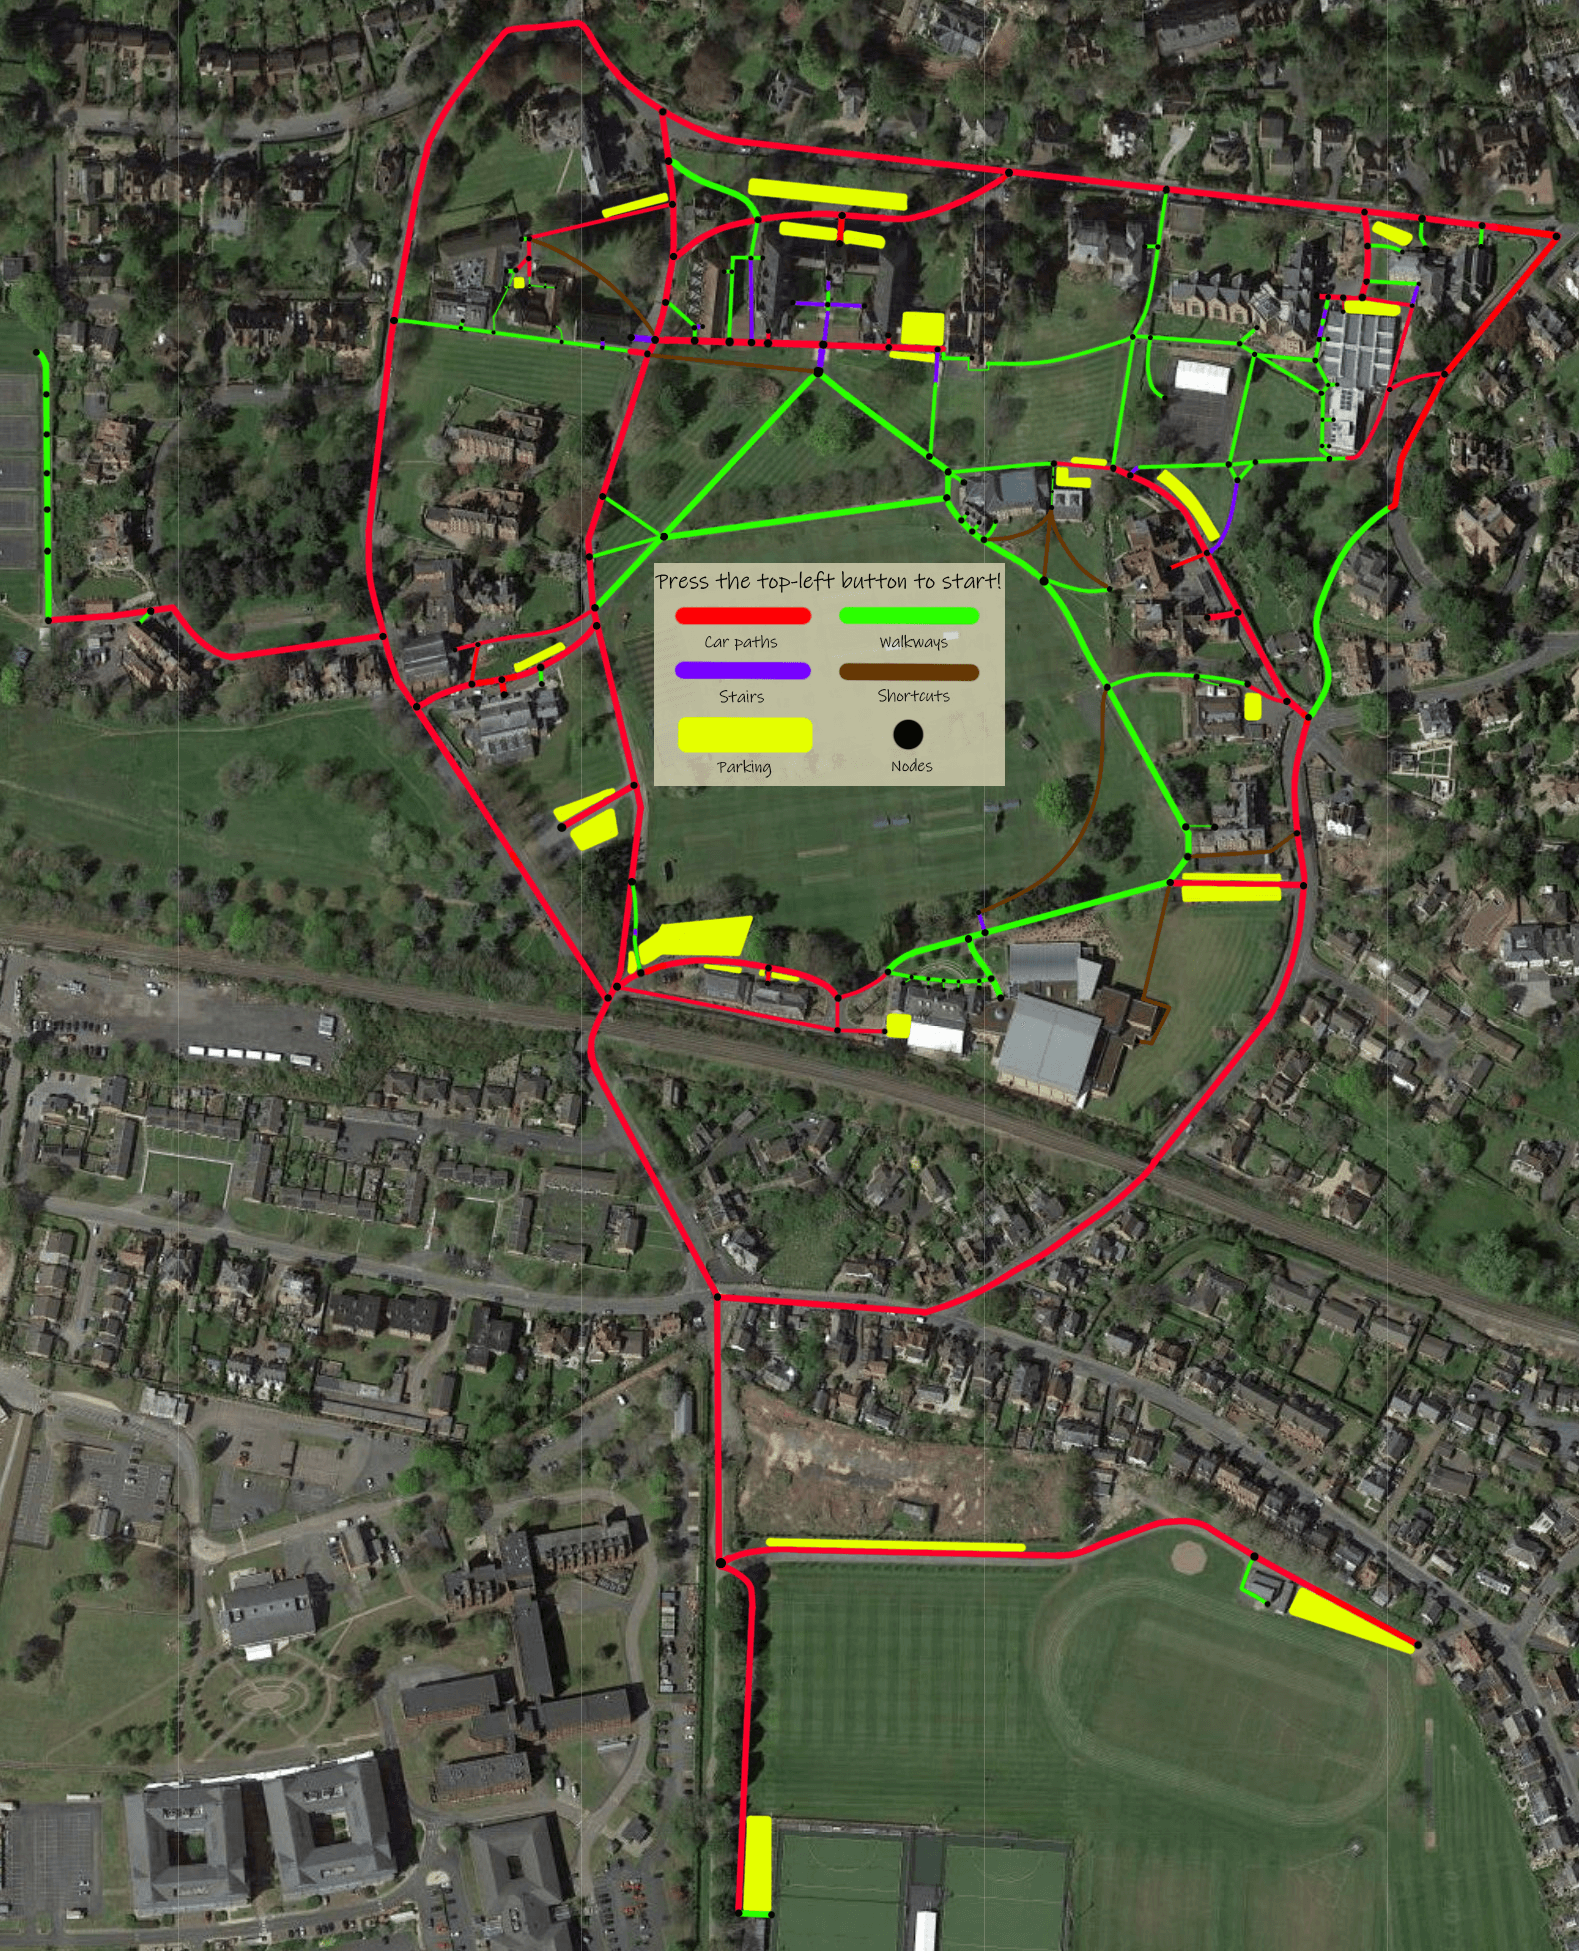 Press the top-left button to start!
Car paths
Walkways
Stairs
Shortcuts
Parking
Nodes